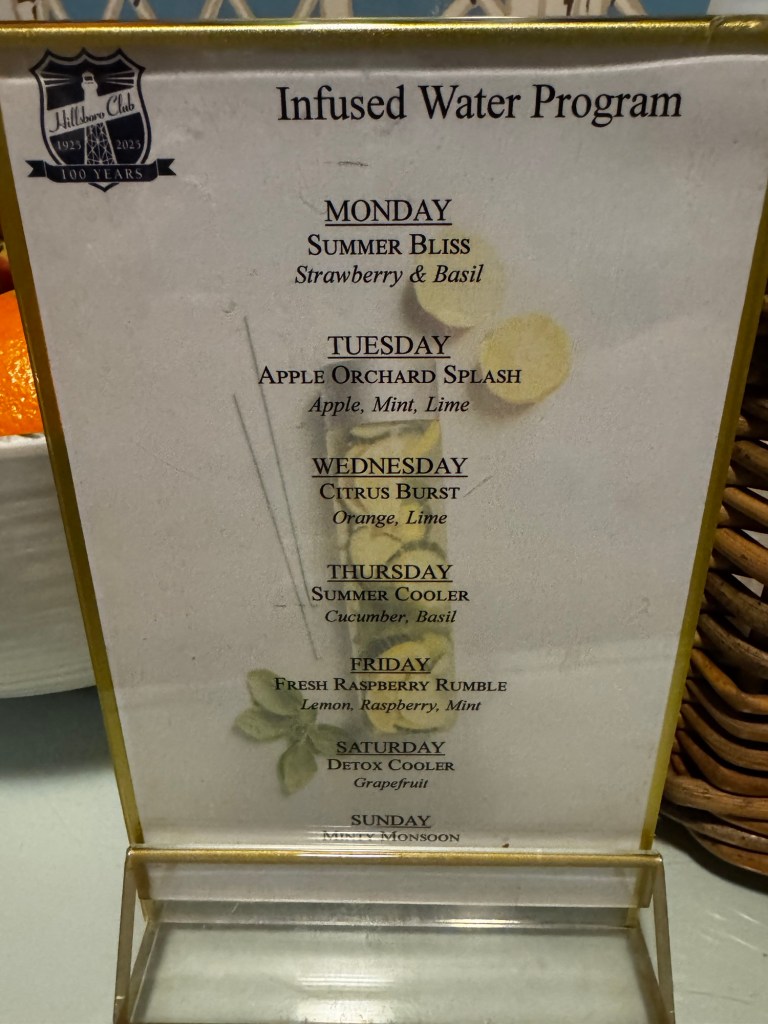 Hillsboro Club
1925 2025
100 YEARS
Infused Water Program
MONDAY
SUMMER BLISS
Strawberry & Basil
TUESDAY
APPLE ORCHARD SPLASH
Apple, Mint, Lime
WEDNESDAY
CITRUS BURST
Orange, Lime
THURSDAY
SUMMER COOLER
Cucumber, Basil
FRIDAY
FRESH RASPBERRY RUMBLE
Lemon, Raspberry, Mint
SATURDAY
DETOX COOLER
Grapefruit
SUNDAY
MINTY MONSOON